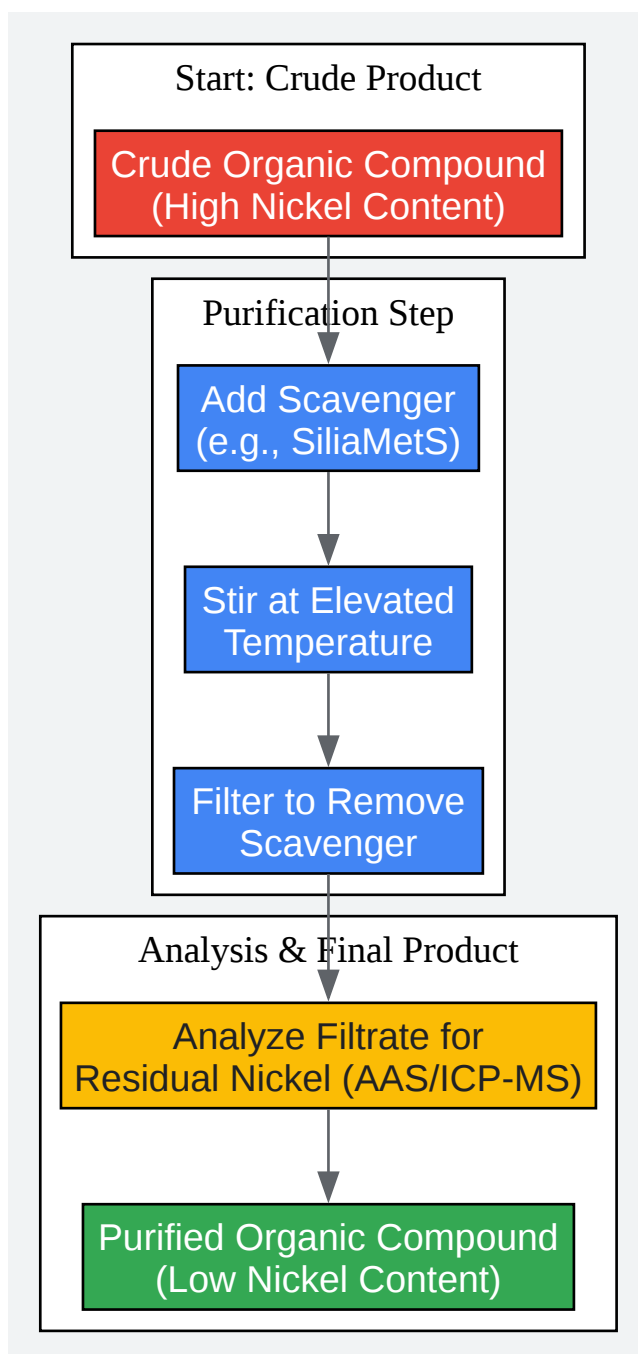 Start: Crude Product
Crude Organic Compound
(High Nickel Content)
Purification Step
Add Scavenger
(e.g., SiliaMetS)
Stir at Elevated
Temperature
Filter to Remove
Scavenger
Analysis & Final Product
Analyze Filtrate for
Residual Nickel (AAS/ICP-MS)
Purified Organic Compound
(Low Nickel Content)